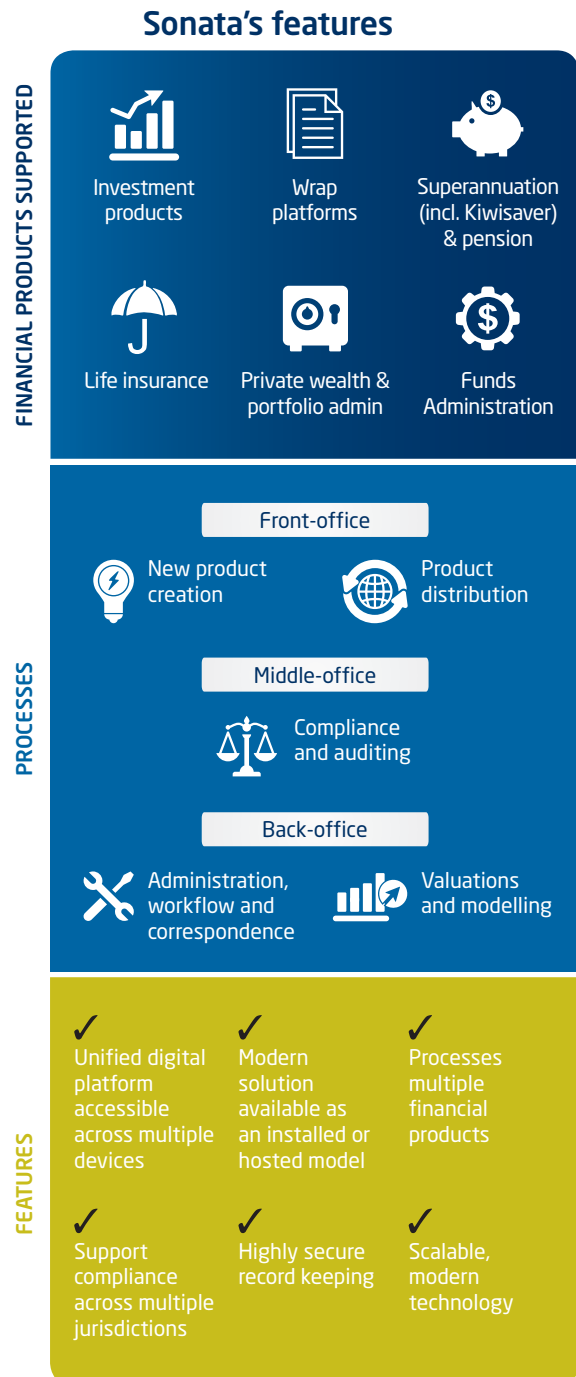 Sonata's features
FINANCIAL PRODUCTS SUPPORTED
Investment
products
Wrap
platforms
Superannuation
(incl. Kiwisaver)
& pension
Life insurance
Private wealth &
portfolio admin
Funds
Administration
PROCESSES
Front-office
New product
creation
Product
distribution
Middle-office
Compliance
and auditing
Back-office
Administration,
workflow and
correspondence
Valuations
and modelling
FEATURES
Unified digital
platform
accessible
across multiple
devices
Modern
solution
available as
an installed or
hosted model
Processes
multiple
financial
products
Support
compliance
across multiple
jurisdictions
Highly secure
record keeping
Scalable,
modern
technology